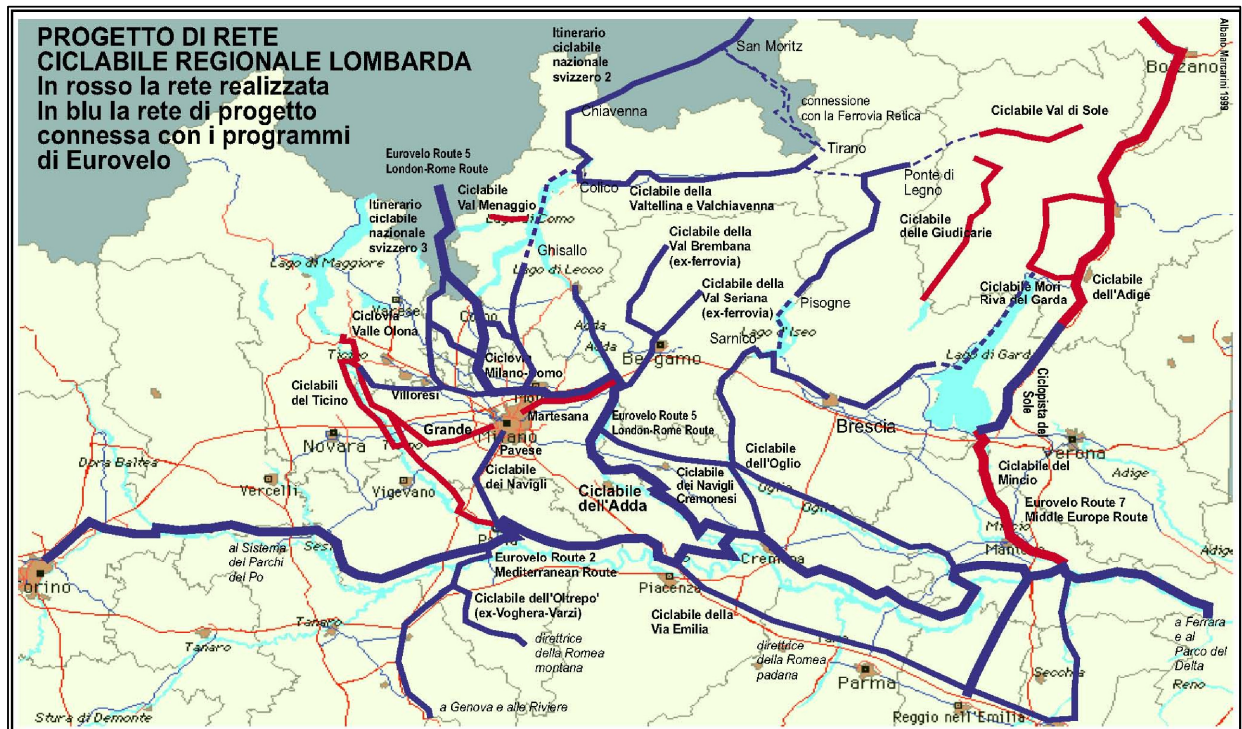 PROGETTO DI RETE
CICLABILE REGIONALE LOMBARDA
In rosso la rete realizzata
In blu la rete di progetto
connessa con i programmi
di Eurovelo
Albano Marcarini 1999
Itinerario
ciclabile
nazionale
svizzero 2
San Moritz
Bolzano
Chiavenna
connessione
con la Ferrovia Retica
Ciclabile Val di Sole
Tirano
Eurovelo Route 5
London-Rome Route
Ciclabile
Val Menaggio
Colico
Ciclabile della
Valtellina e Valchiavenna
Ponte di
Legno
Itinerario
ciclabile
nazionale
svizzero 3
Lago di Como
Ciclabile
delle Giudicarie
Ghisallo
Ciclabile della
Val Brembana
(ex-ferrovia)
Lago di Maggiore
Lago di Lecco
Ciclabile della
Val Seriana
(ex-ferrovia)
Ciclabile Mori
Riva del Garda
Ciclabile
dell'Adige
Pisogne
Varese
Como
Ciclovia
Valle Olona
Adda
Adda
Lago d'Iseo
Sarnico
Ticino
Bergamo
Lago di Garda
Ciclovia
Milano-Como
Ciclabili
del Ticino
Villoresi
Ciclopista del
Sole
Martesana
Grande
Milano
Pavese
Eurovelo Route 5
London-Rome Route
Brescia
Novara
Verona
Dora Baltea
Ciclabile
dei Navigli
Ciclabile
dell'Oglio
Ciclabile del
Mincio
Adige
Vercelli
Vigevano
Ciclabile
dell'Adda
Ciclabile
dei Navigli
Cremonesi
Oglio
Eurovelo Route 7
Middle Europe Route
Mincio
Pavia
al Sistema
dei Parchi
del Po
Sesia
Cremona
Mantova
Adige
Eurovelo Route 2
Mediterranean Route
Torino
Piacenza
Ciclabile dell'Oltrepo'
(ex-Voghera-Varzi)
Ciclabile della
Via Emilia
Tanaro
Tanaro
direttrice
della Romea
montana
direttrice
della Romea
padana
Taro
a Ferrara
e al
Parco del
Delta
Parma
Secchia
Reno
a Genova e alle Riviere
Stura di Demonte
Reggio nell'Emilia